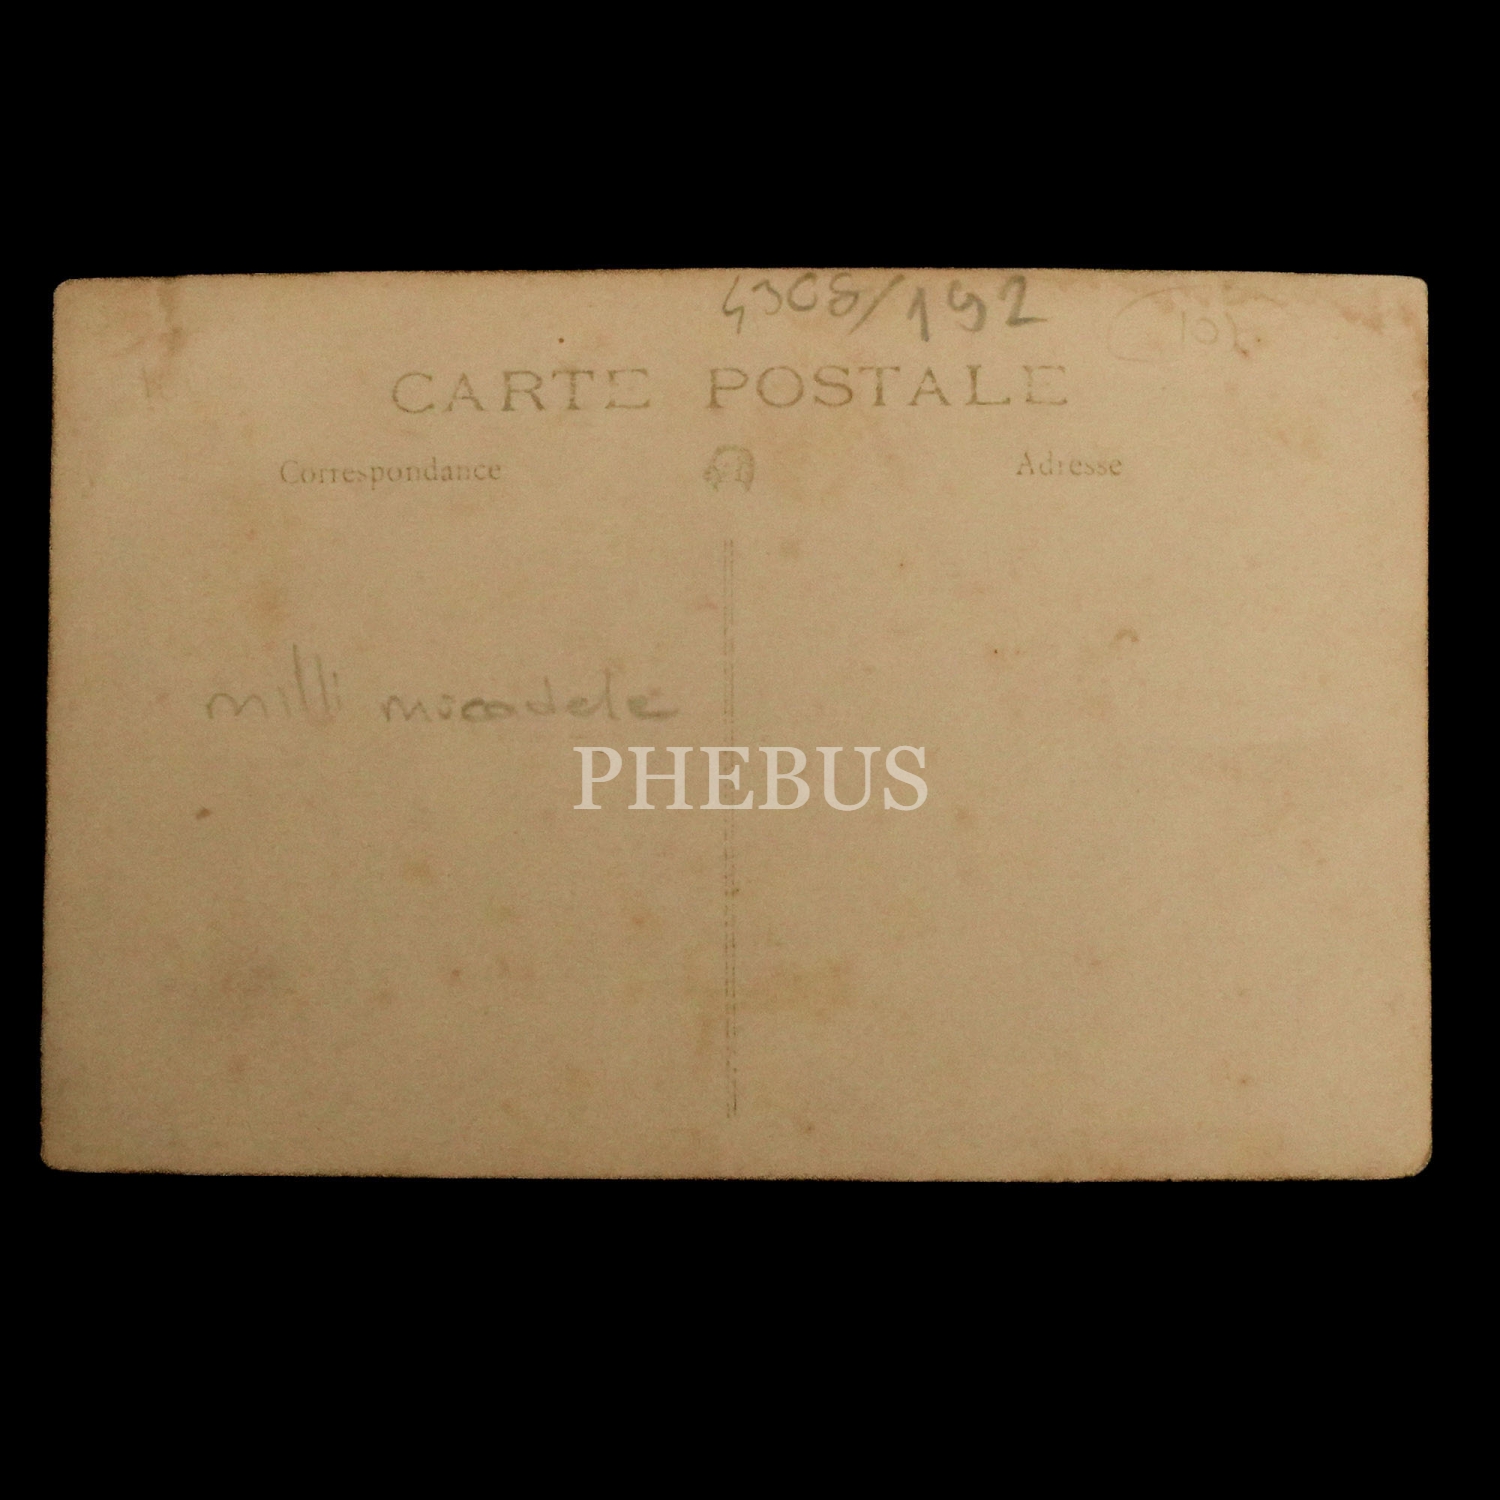 4308/192
CARTE POSTALE
Correspondance
Adresse
milli mücadele
PHEBUS